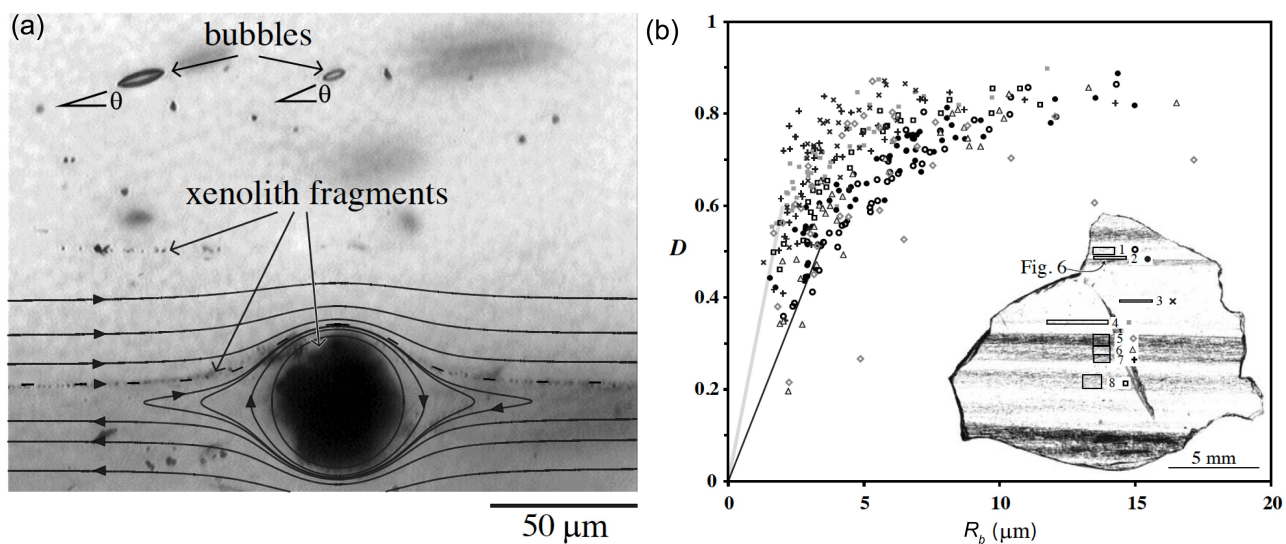 (a)
bubbles
θ
θ
xenolith fragments
50 μm
(b)
1
0.8
0.6
D
0.4
0.2
0
0
5
10
15
20
R_b (μm)
Fig. 6
1
2
3
4
5
6
7
8
5 mm